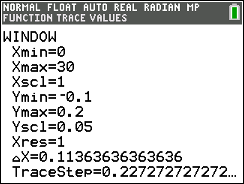 NORMAL FLOAT AUTO REAL RADIAN MP
FUNCTION TRACE VALUES
WINDOW
Xmin=0
Xmax=30
Xscl=1
Ymin=-0.1
Ymax=0.2
Yscl=0.05
Xres=1
△X=0.11363636363636
TraceStep=0.227272727272…